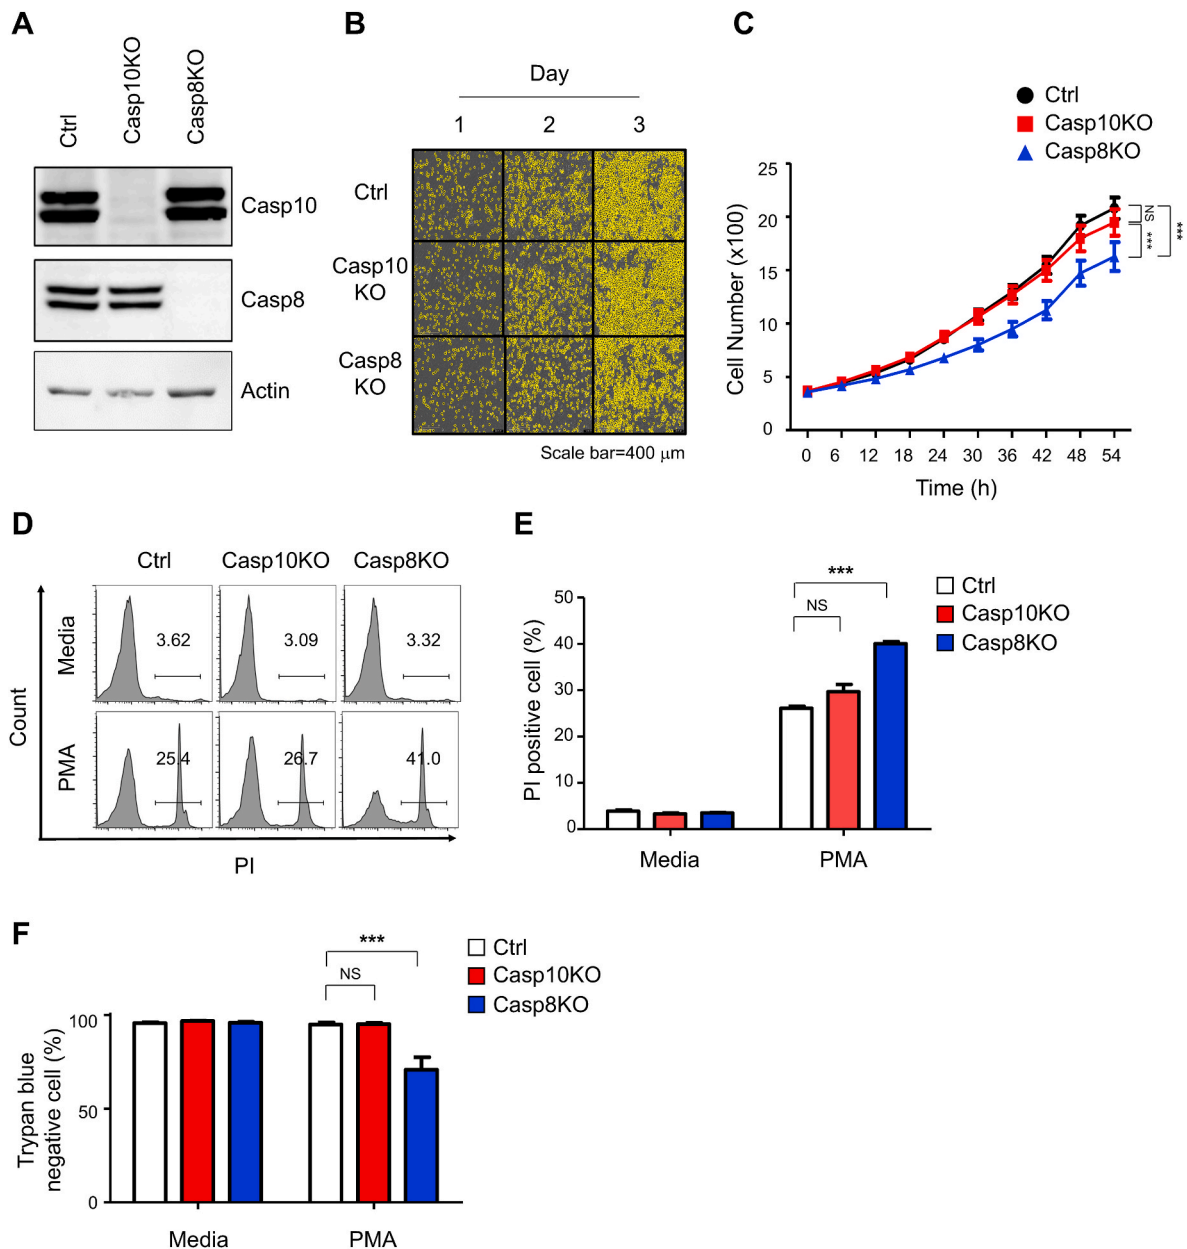 A
Ctrl
Casp10KO
Casp8KO
Casp10
Casp8
Actin
B
Day
1 2 3
Ctrl
Casp10
KO
Casp8
KO
Scale bar=400 μm
C
Ctrl
Casp10KO
Casp8KO
Cell Number (x100)
25
20
15
10
5
0
0 6 12 18 24 30 36 42 48 54
Time (h)
NS
***
***
D
Ctrl Casp10KO Casp8KO
Media
3.62 3.09 3.32
PMA
25.4 26.7 41.0
Count
PI
E
Ctrl
Casp10KO
Casp8KO
PI positive cell (%)
50
40
30
20
10
0
***
NS
Media PMA
F
Ctrl
Casp10KO
Casp8KO
Trypan blue
negative cell (%)
100
50
0
***
NS
Media PMA